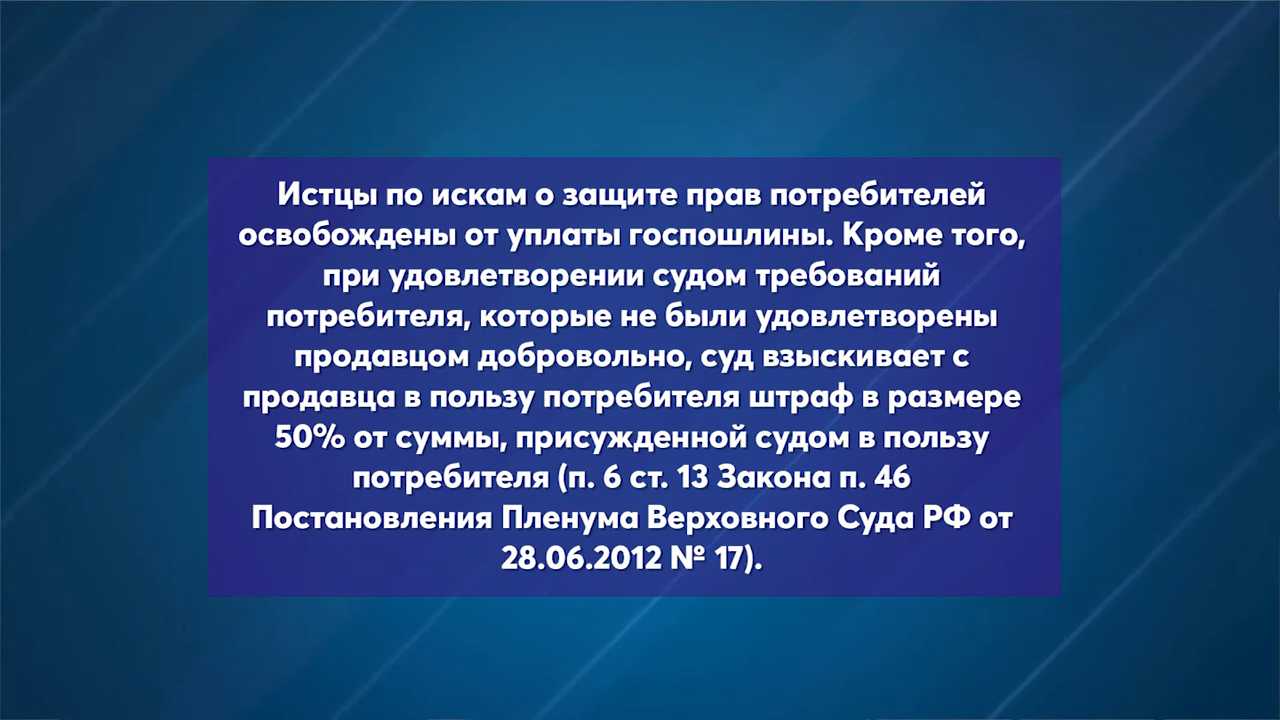 Истцы по искам о защите прав потребителей
освобождены от уплаты госпошлины. Кроме того,
при удовлетворении судом требований
потребителя, которые не были удовлетворены
продавцом добровольно, суд взыскивает с
продавца в пользу потребителя штраф в размере
50% от суммы, присужденной судом в пользу
потребителя (п. 6 ст. 13 Закона п. 46
Постановления Пленума Верховного Суда РФ от
28.06.2012 № 17).